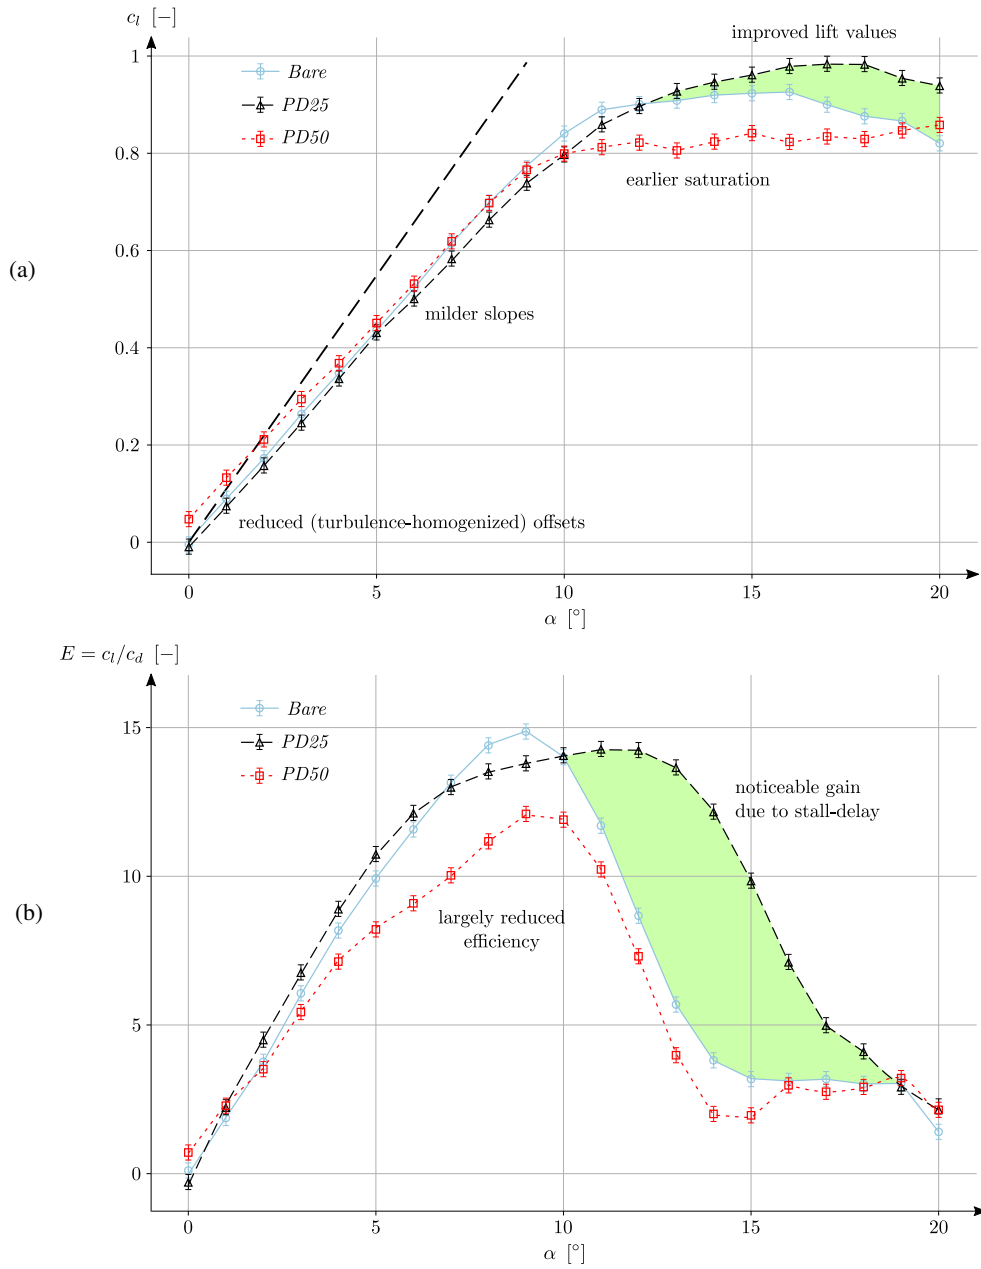 c_l [−]
improved lift values
1
Bare
PD25
PD50
0.8
earlier saturation
0.6
(a)
milder slopes
0.4
0.2
reduced (turbulence-homogenized) offsets
0
0 5 10 15 20
α [°]
E = c_l/c_d [−]
Bare
15
PD25
PD50
noticeable gain
due to stall-delay
10
(b)
largely reduced
efficiency
5
0
0 5 10 15 20
α [°]